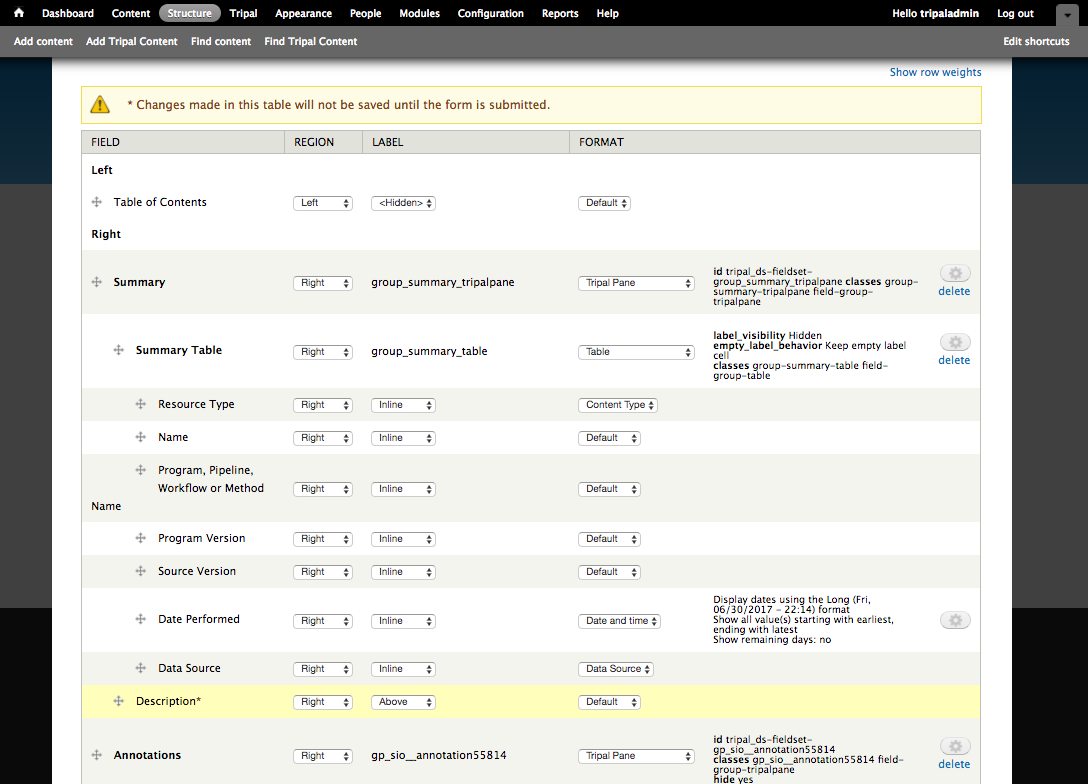 Dashboard Content Structure Tripal Appearance People Modules Configuration Reports Help Hello tripaladmin Log out
Add content Add Tripal Content Find content Find Tripal Content Edit shortcuts
Show row weights
* Changes made in this table will not be saved until the form is submitted.
FIELD REGION LABEL FORMAT
Left
Table of Contents Left <Hidden> Default
Right
Summary Right group_summary_tripalpane Tripal Pane
id tripal_ds-fieldset-
group_summary_tripalpane classes group-
summary-tripalpane field-group-
tripalpane
delete
Summary Table Right group_summary_table Table
label_visibility Hidden
empty_label_behavior Keep empty label
cell
classes group-summary-table field-
group-table
delete
Resource Type Right Inline Content Type
Name Right Inline Default
Program, Pipeline,
Workflow or Method Right Inline Default
Name
Program Version Right Inline Default
Source Version Right Inline Default
Date Performed Right Inline Date and time
Display dates using the Long (Fri,
06/30/2017 - 22:14) format
Show all value(s) starting with earliest,
ending with latest
Show remaining days: no
Data Source Right Inline Data Source
Description* Right Above Default
Annotations Right gp_sio__annotation55814 Tripal Pane
id tripal_ds-fieldset-
gp_sio__annotation55814
classes gp_sio__annotation55814 field-
group-tripalpane
hide yes
delete